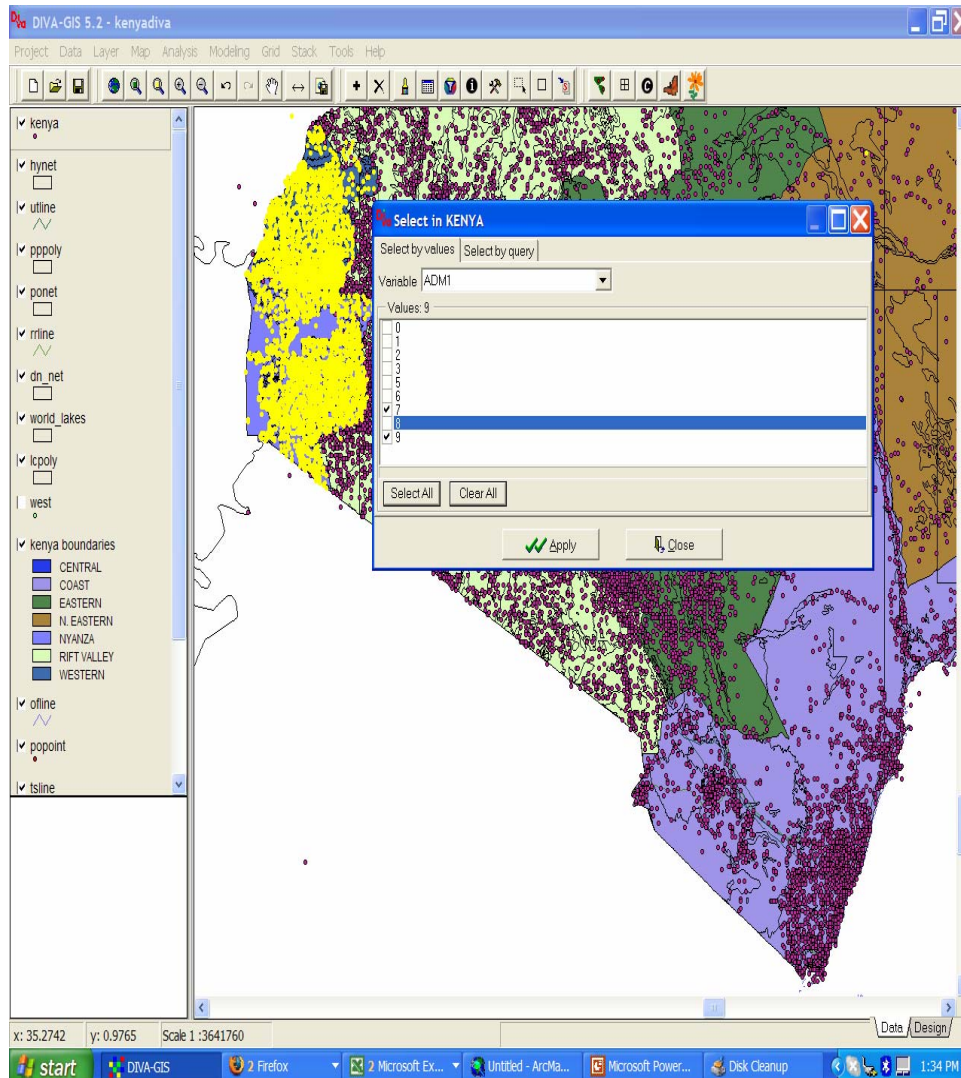 DIVA-GIS 5.2 - kenyadiva
Project Data Layer Map Analysis Modeling Grid Stack Tools Help
kenya
hynet
utline
pppoly
ponet
rrline
dn_net
world_lakes
lcpoly
west
kenya boundaries
CENTRAL
COAST
EASTERN
N. EASTERN
NYANZA
RIFT VALLEY
WESTERN
ofline
popoint
tsline
Select in KENYA
Select by values Select by query
Variable ADM1
Values: 9
0
1
2
3
5
6
7
8
9
Select All Clear All
Apply Close
Data Design
x: 35.2742 y: 0.9765 Scale 1 :3641760
start DIVA-GIS 2 Firefox 2 Microsoft Ex... Untitled - ArcMa... Microsoft Power... Disk Cleanup 1:34 PM